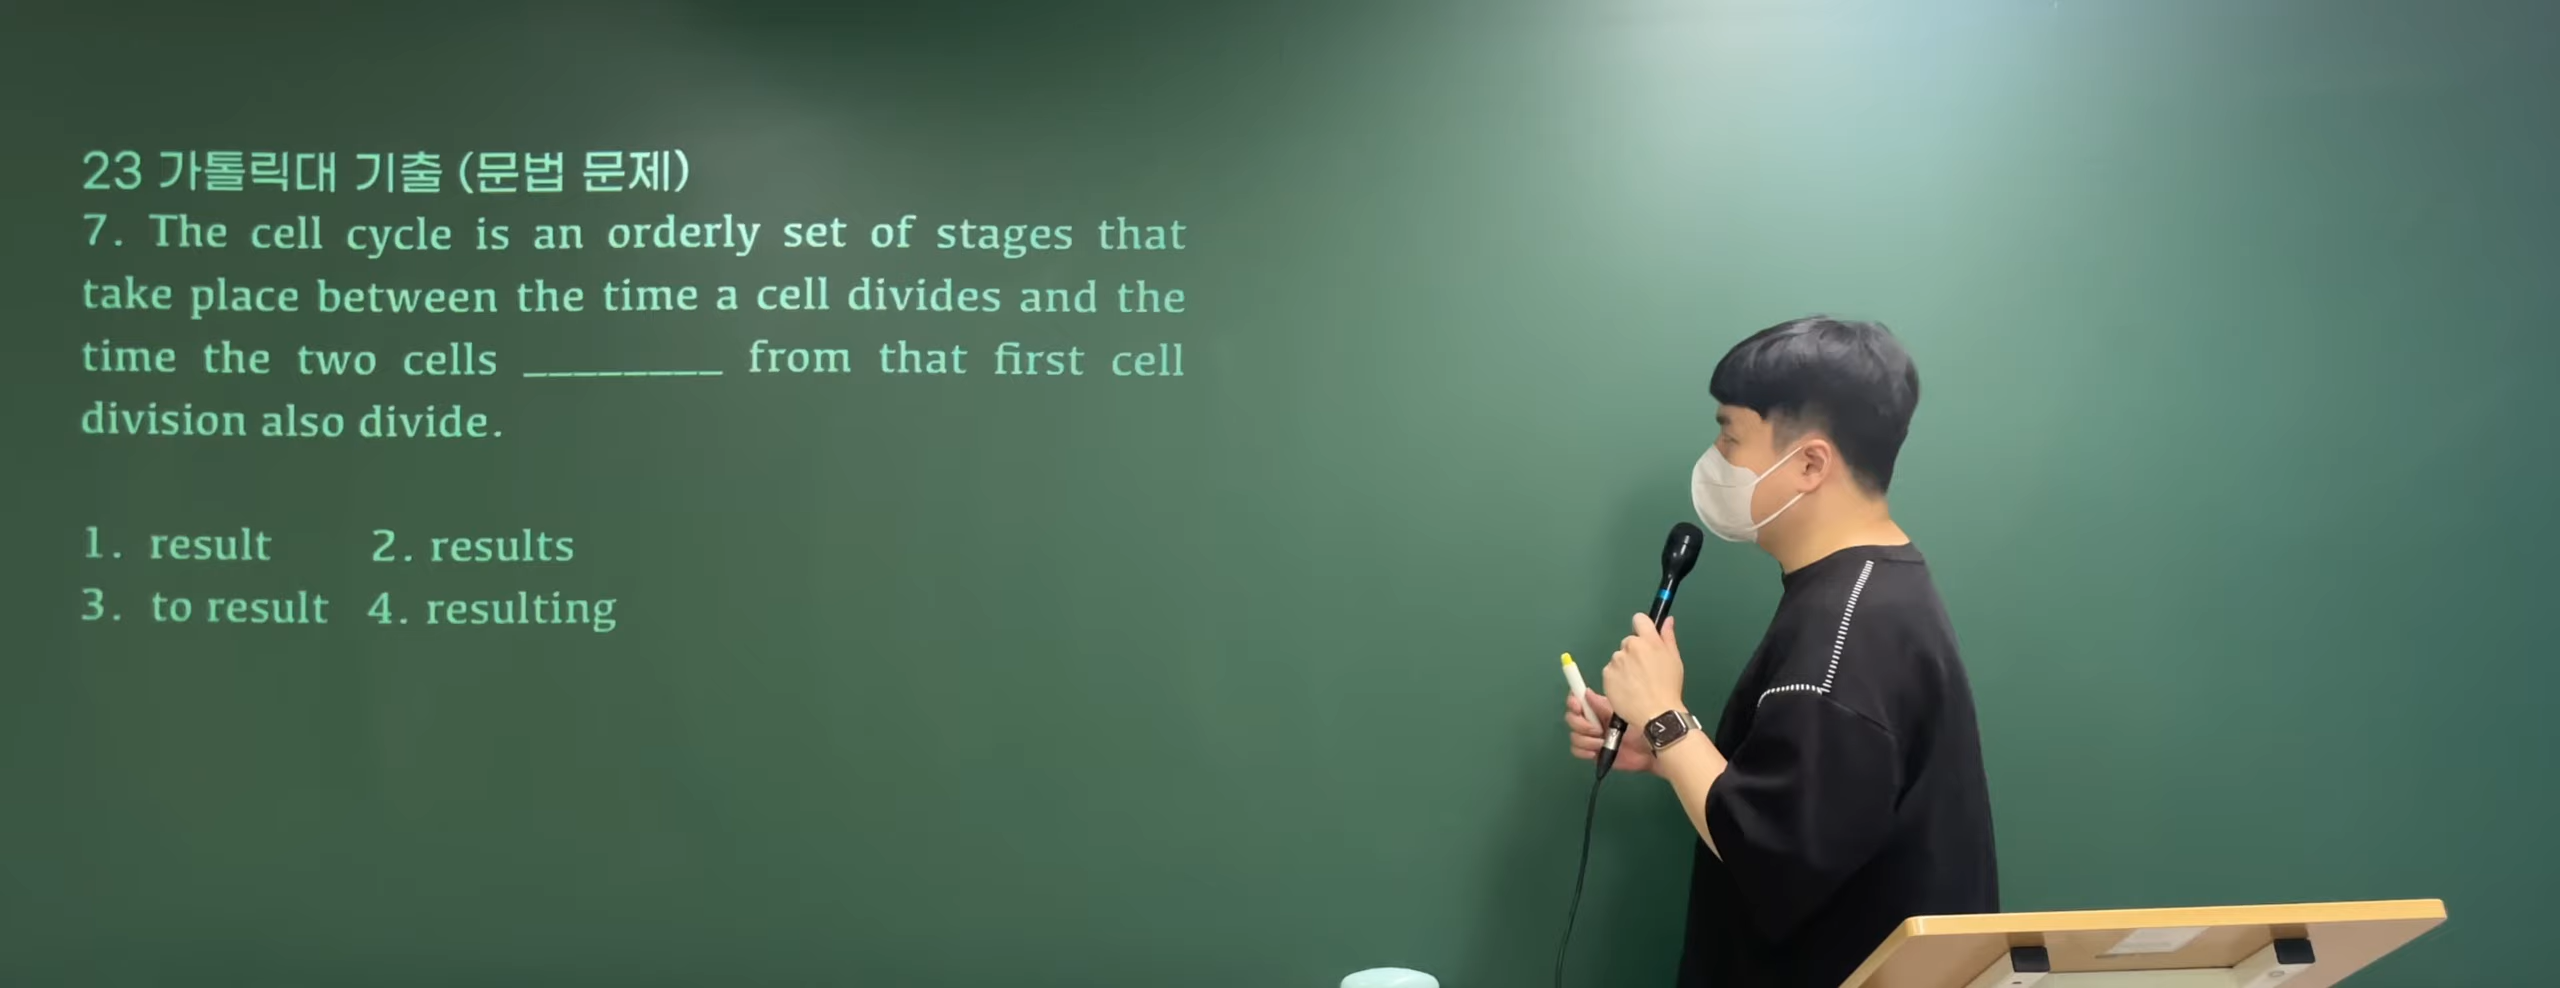 23 가톨릭대 기출 (문법 문제)
7. The cell cycle is an orderly set of stages that
take place between the time a cell divides and the
time the two cells ________ from that first cell
division also divide.
1. result 2. results
3. to result 4. resulting